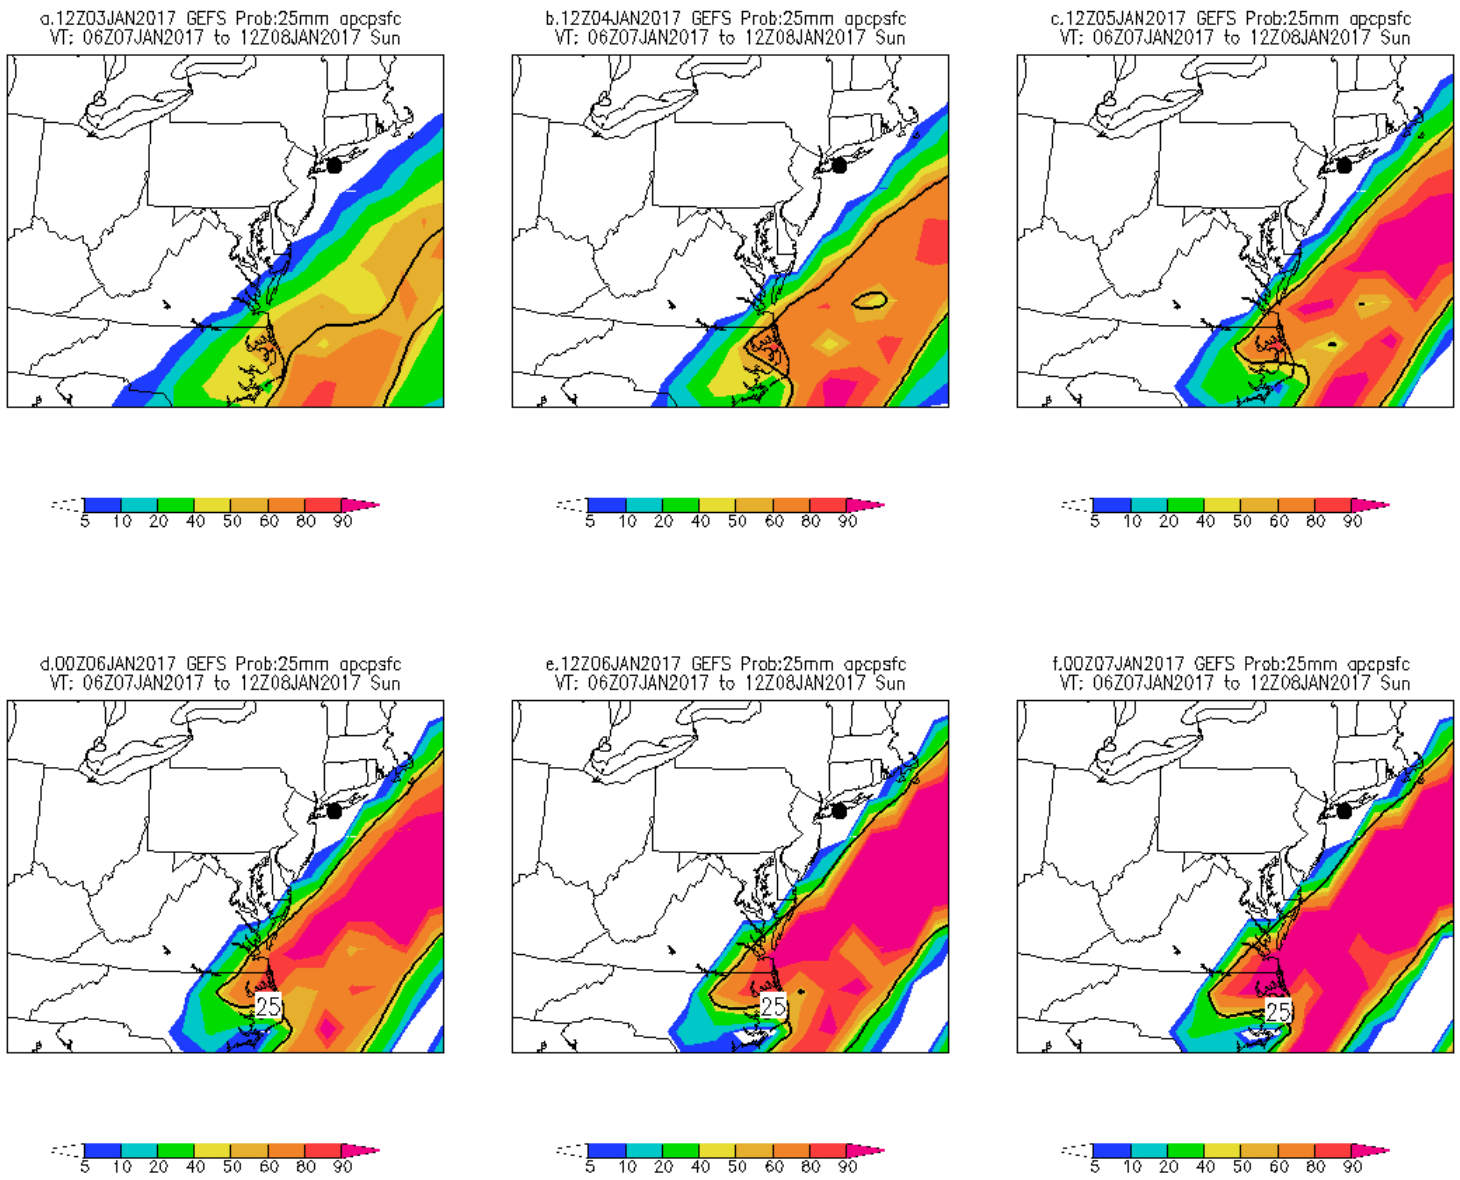 a.12Z03JAN2017 GEFS Prob:25mm apcpsfc
VT: 06Z07JAN2017 to 12Z08JAN2017 Sun
b.12Z04JAN2017 GEFS Prob:25mm apcpsfc
VT: 06Z07JAN2017 to 12Z08JAN2017 Sun
c.12Z05JAN2017 GEFS Prob:25mm apcpsfc
VT: 06Z07JAN2017 to 12Z08JAN2017 Sun
5 10 20 40 50 60 80 90
5 10 20 40 50 60 80 90
5 10 20 40 50 60 80 90
d.00Z06JAN2017 GEFS Prob:25mm apcpsfc
VT: 06Z07JAN2017 to 12Z08JAN2017 Sun
e.12Z06JAN2017 GEFS Prob:25mm apcpsfc
VT: 06Z07JAN2017 to 12Z08JAN2017 Sun
f.00Z07JAN2017 GEFS Prob:25mm apcpsfc
VT: 06Z07JAN2017 to 12Z08JAN2017 Sun
25
25
25
5 10 20 40 50 60 80 90
5 10 20 40 50 60 80 90
5 10 20 40 50 60 80 90